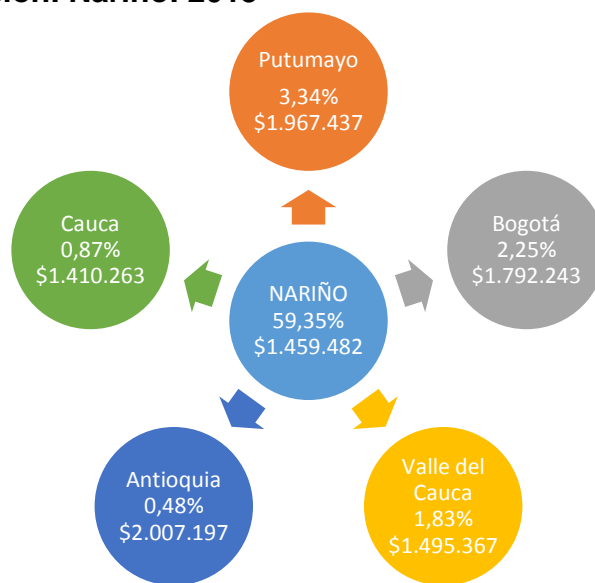 Nariño. 2013
Putumayo
3,34%
$1.967.437
Cauca
0,87%
$1.410.263
Bogotá
2,25%
$1.792.243
NARIÑO
59,35%
$1.459.482
Antioquia
0,48%
$2.007.197
Valle del
Cauca
1,83%
$1.495.367